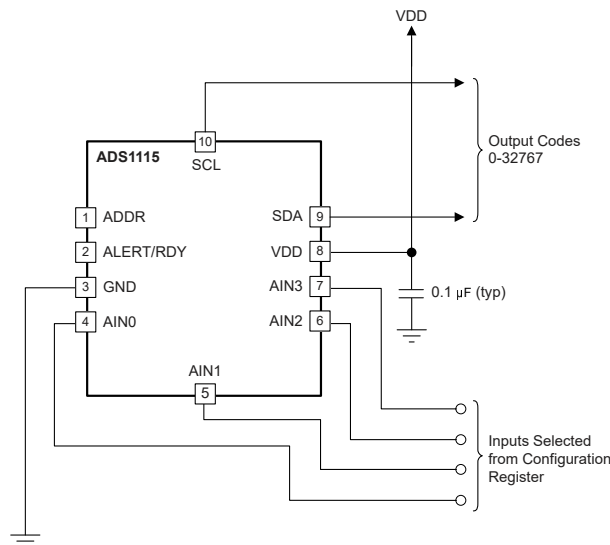 VDD
10
ADS1115
SCL
Output Codes
0-32767
1 ADDR
SDA 9
2 ALERT/RDY
VDD 8
3 GND
AIN3 7
0.1 μF (typ)
4 AIN0
AIN2 6
AIN1
5
Inputs Selected
from Configuration
Register